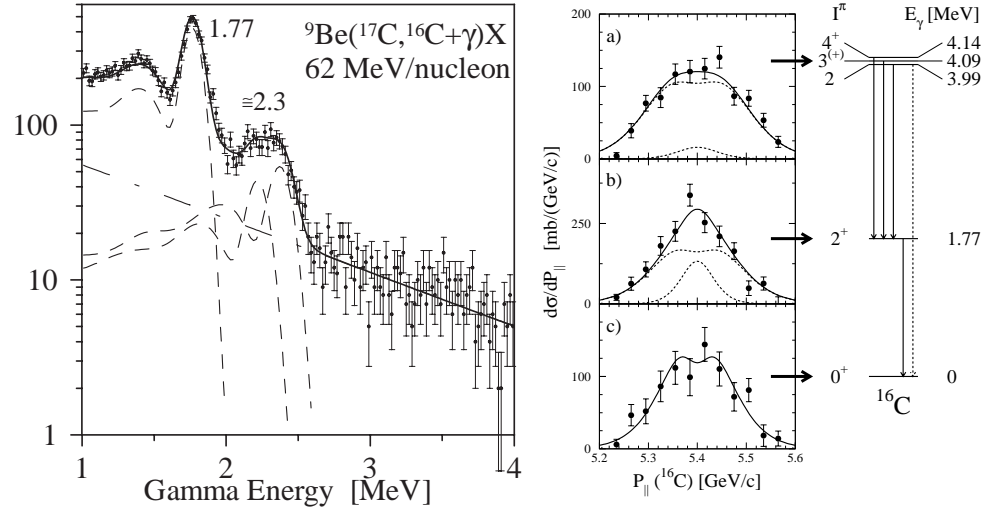 1.77
⁹Be(¹⁷C,¹⁶C+γ)X
62 MeV/nucleon
≅2.3
100
10
1
1
2
3
4
Gamma Energy [MeV]
a)
200
100
0
b)
250
0
c)
100
0
dσ/dP∥ [mb/(GeV/c)]
5.2
5.3
5.4
5.5
5.6
P∥ (¹⁶C) [GeV/c]
I^π
E_γ [MeV]
4⁺
4.14
3⁽⁺⁾
4.09
2
3.99
2⁺
1.77
0⁺
0
¹⁶C